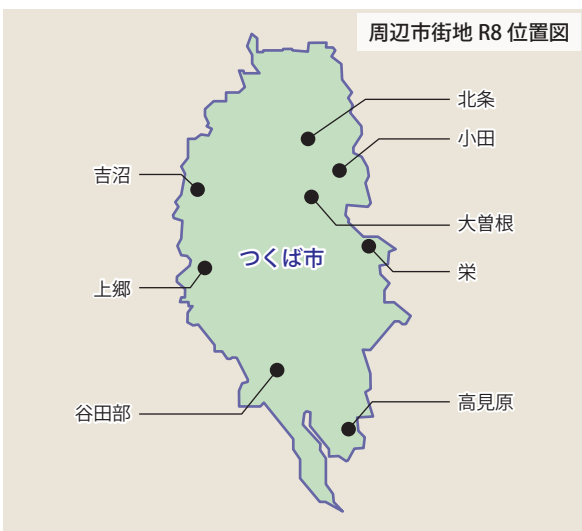 周辺市街地 R8 位置図
北条
小田
吉沼
大曽根
つくば市
栄
上郷
谷田部
高見原